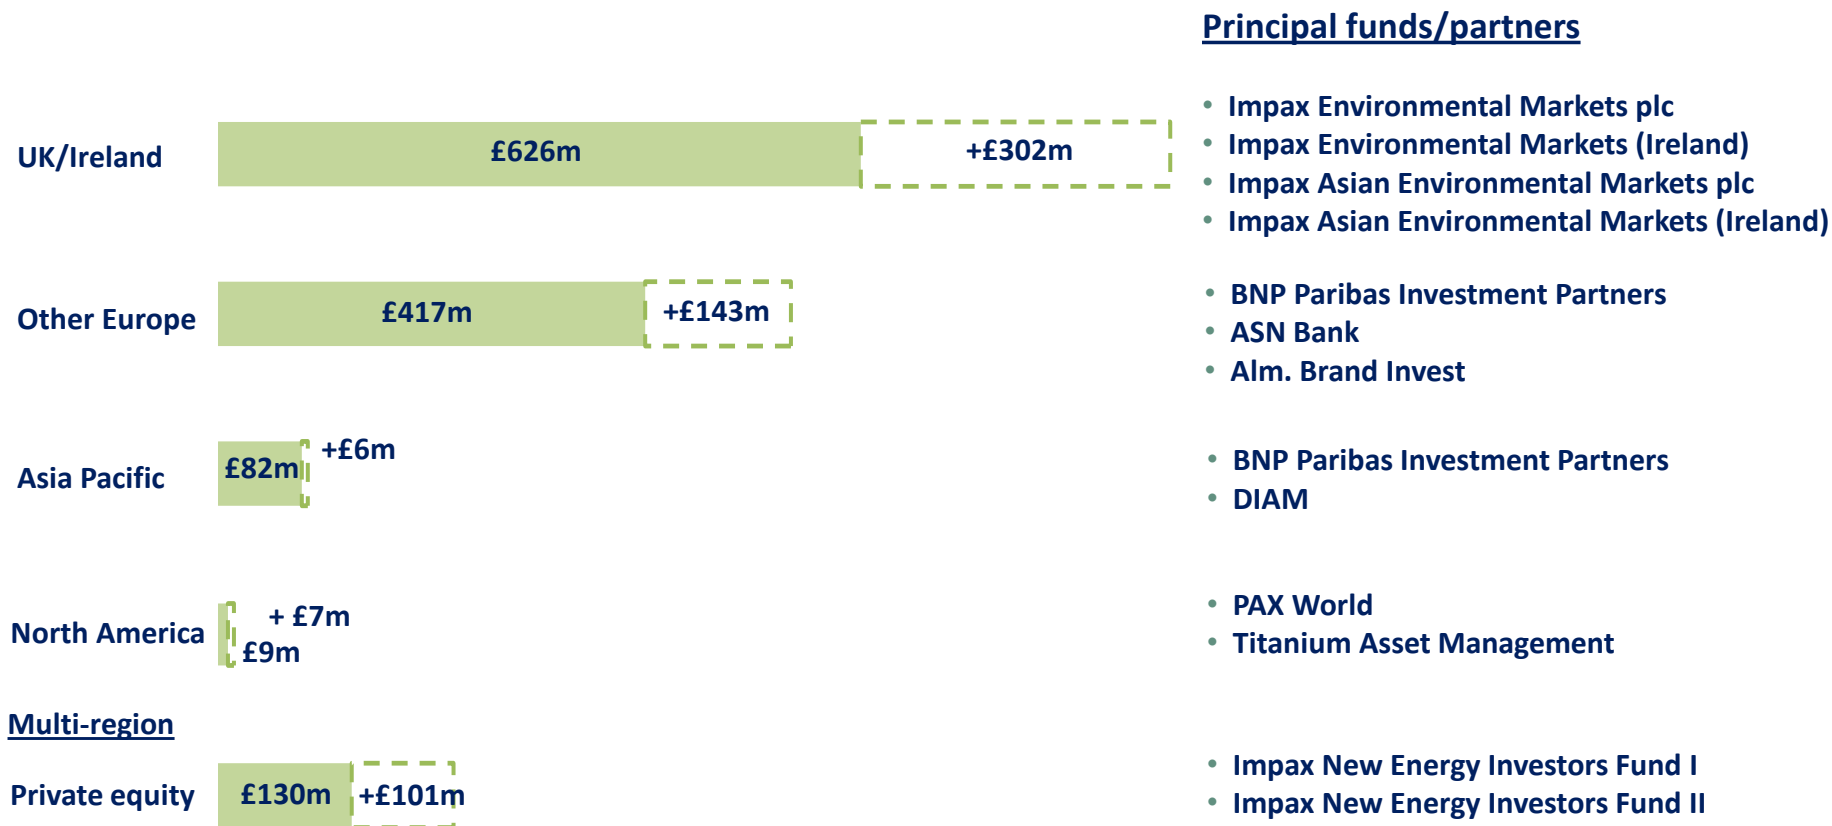 Principal funds/partners
UK/Ireland
£626m
+£302m
• Impax Environmental Markets plc
• Impax Environmental Markets (Ireland)
• Impax Asian Environmental Markets plc
• Impax Asian Environmental Markets (Ireland)
Other Europe
£417m
+£143m
• BNP Paribas Investment Partners
• ASN Bank
• Alm. Brand Invest
Asia Pacific
£82m
+£6m
• BNP Paribas Investment Partners
• DIAM
North America
+ £7m
£9m
• PAX World
• Titanium Asset Management
Multi-region
Private equity
£130m
+£101m
• Impax New Energy Investors Fund I
• Impax New Energy Investors Fund II